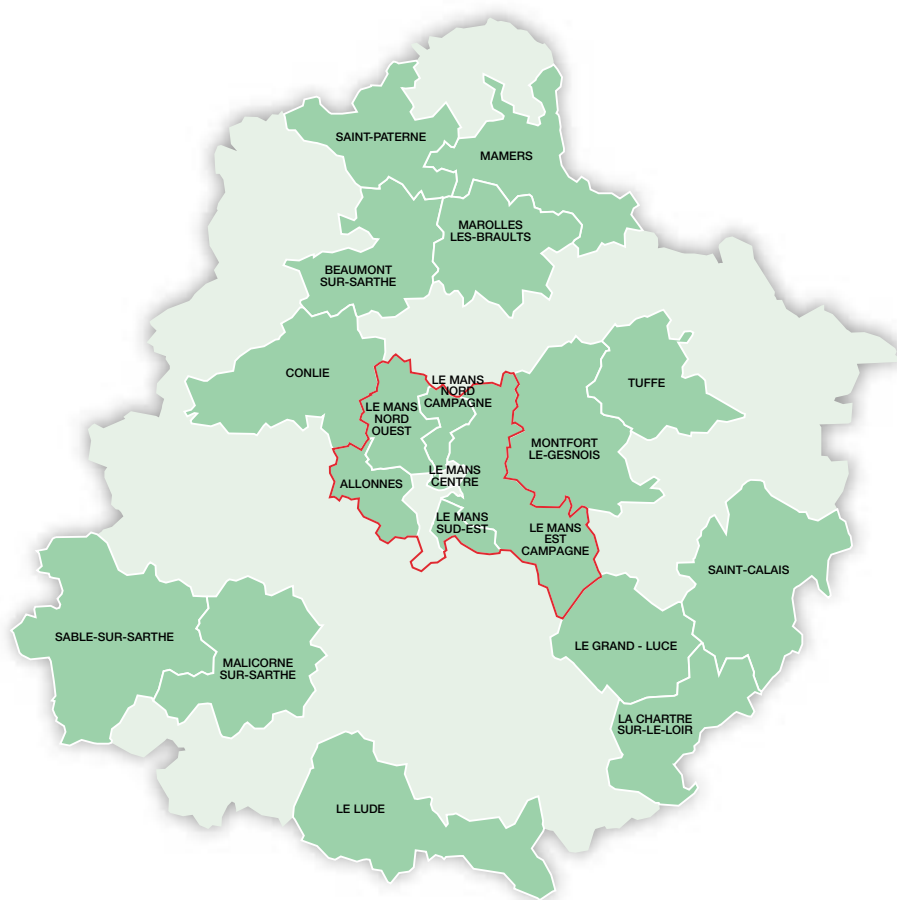 SAINT-PATERNE
MAMERS
MAROLLES
LES-BRAULTS
BEAUMONT
SUR-SARTHE
CONLIE
LE MANS
NORD
CAMPAGNE
TUFFE
LE MANS
NORD
OUEST
MONTFORT
LE-GESNOIS
LE MANS
CENTRE
ALLONNES
LE MANS
SUD-EST
LE MANS
EST
CAMPAGNE
SAINT-CALAIS
SABLE-SUR-SARTHE
LE GRAND - LUCE
MALICORNE
SUR-SARTHE
LA CHARTRE
SUR-LE-LOIR
LE LUDE